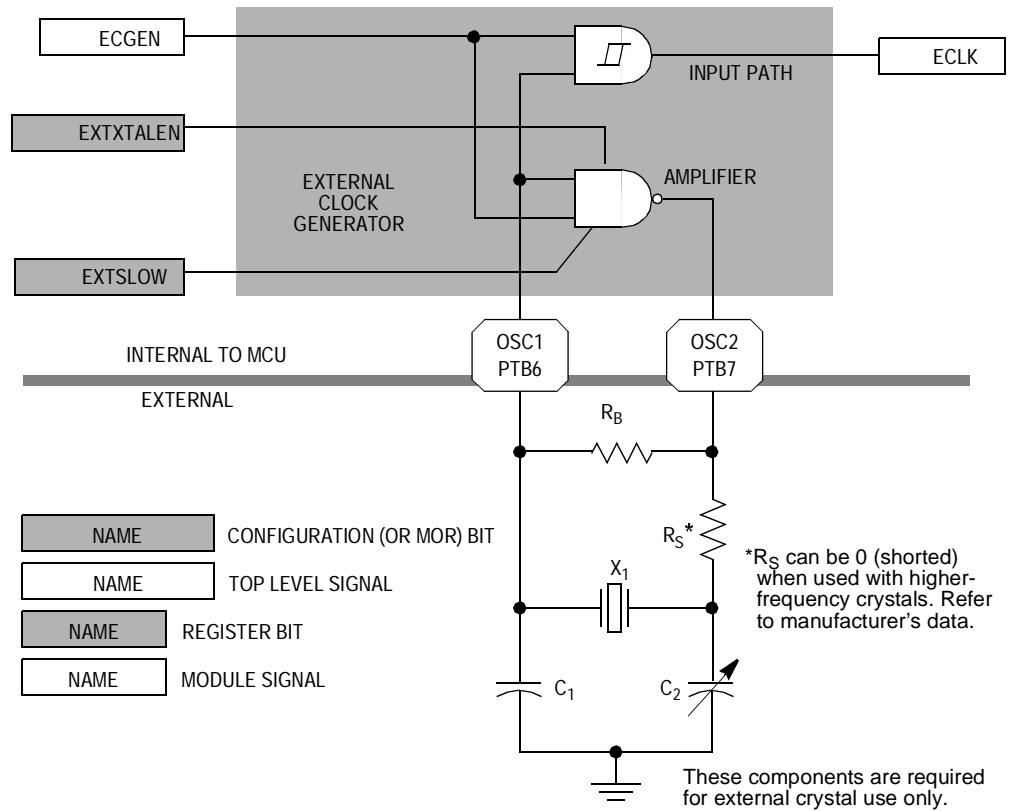 ECGEN
INPUT PATH
ECLK
EXTXTALEN
AMPLIFIER
EXTERNAL
CLOCK
GENERATOR
EXTSLOW
OSC1
PTB6
OSC2
PTB7
INTERNAL TO MCU
EXTERNAL
RB
RS*
X1
*RS can be 0 (shorted)
when used with higher-
frequency crystals. Refer
to manufacturer's data.
C1
C2
NAME CONFIGURATION (OR MOR) BIT
NAME TOP LEVEL SIGNAL
NAME REGISTER BIT
NAME MODULE SIGNAL
These components are required
for external crystal use only.